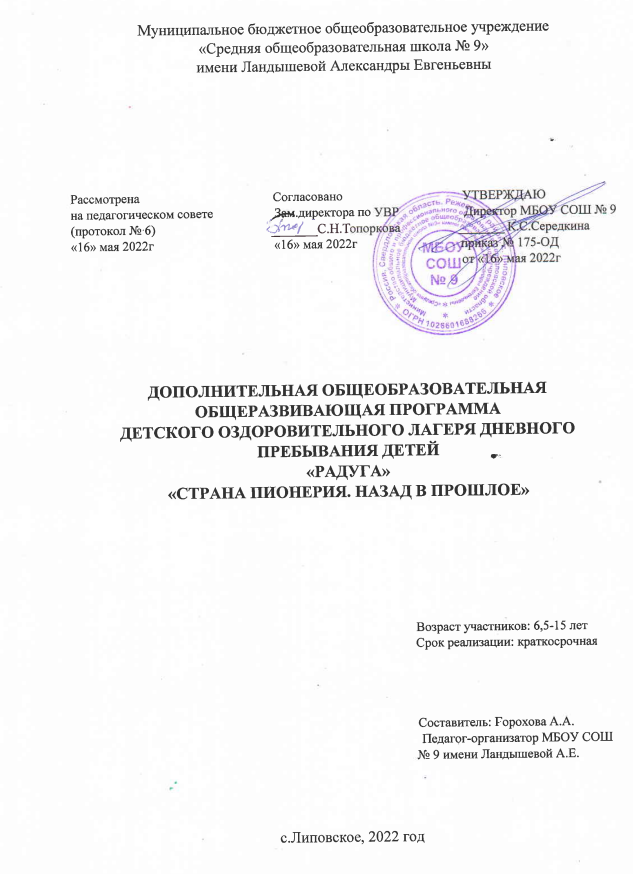 Муниципальное бюджетное общеобразовательное учреждение
«Средняя общеобразовательная школа № 9»
имени Ландышевой Александры Евгеньевны
Рассмотрена
на педагогическом совете
(протокол № 6)
«16» мая 2022г
Согласовано
Зам.директора по УВР
______С.Н.Топоркова
«16» мая 2022г
УТВЕРЖДАЮ
Директор МБОУ СОШ № 9
К.С.Середкина
приказ № 175-ОД
от «16» мая 2022г
МБОУ
СОШ
№ 9
ДОПОЛНИТЕЛЬНАЯ ОБЩЕОБРАЗОВАТЕЛЬНАЯ
ОБЩЕРАЗВИВАЮЩАЯ ПРОГРАММА
ДЕТСКОГО ОЗДОРОВИТЕЛЬНОГО ЛАГЕРЯ ДНЕВНОГО
ПРЕБЫВАНИЯ ДЕТЕЙ
«РАДУГА»
«СТРАНА ПИОНЕРИЯ. НАЗАД В ПРОШЛОЕ»
Возраст участников: 6,5-15 лет
Срок реализации: краткосрочная
Составитель: Горохова А.А.
Педагог-организатор МБОУ СОШ
№ 9 имени Ландышевой А.Е.
с.Липовское, 2022 год